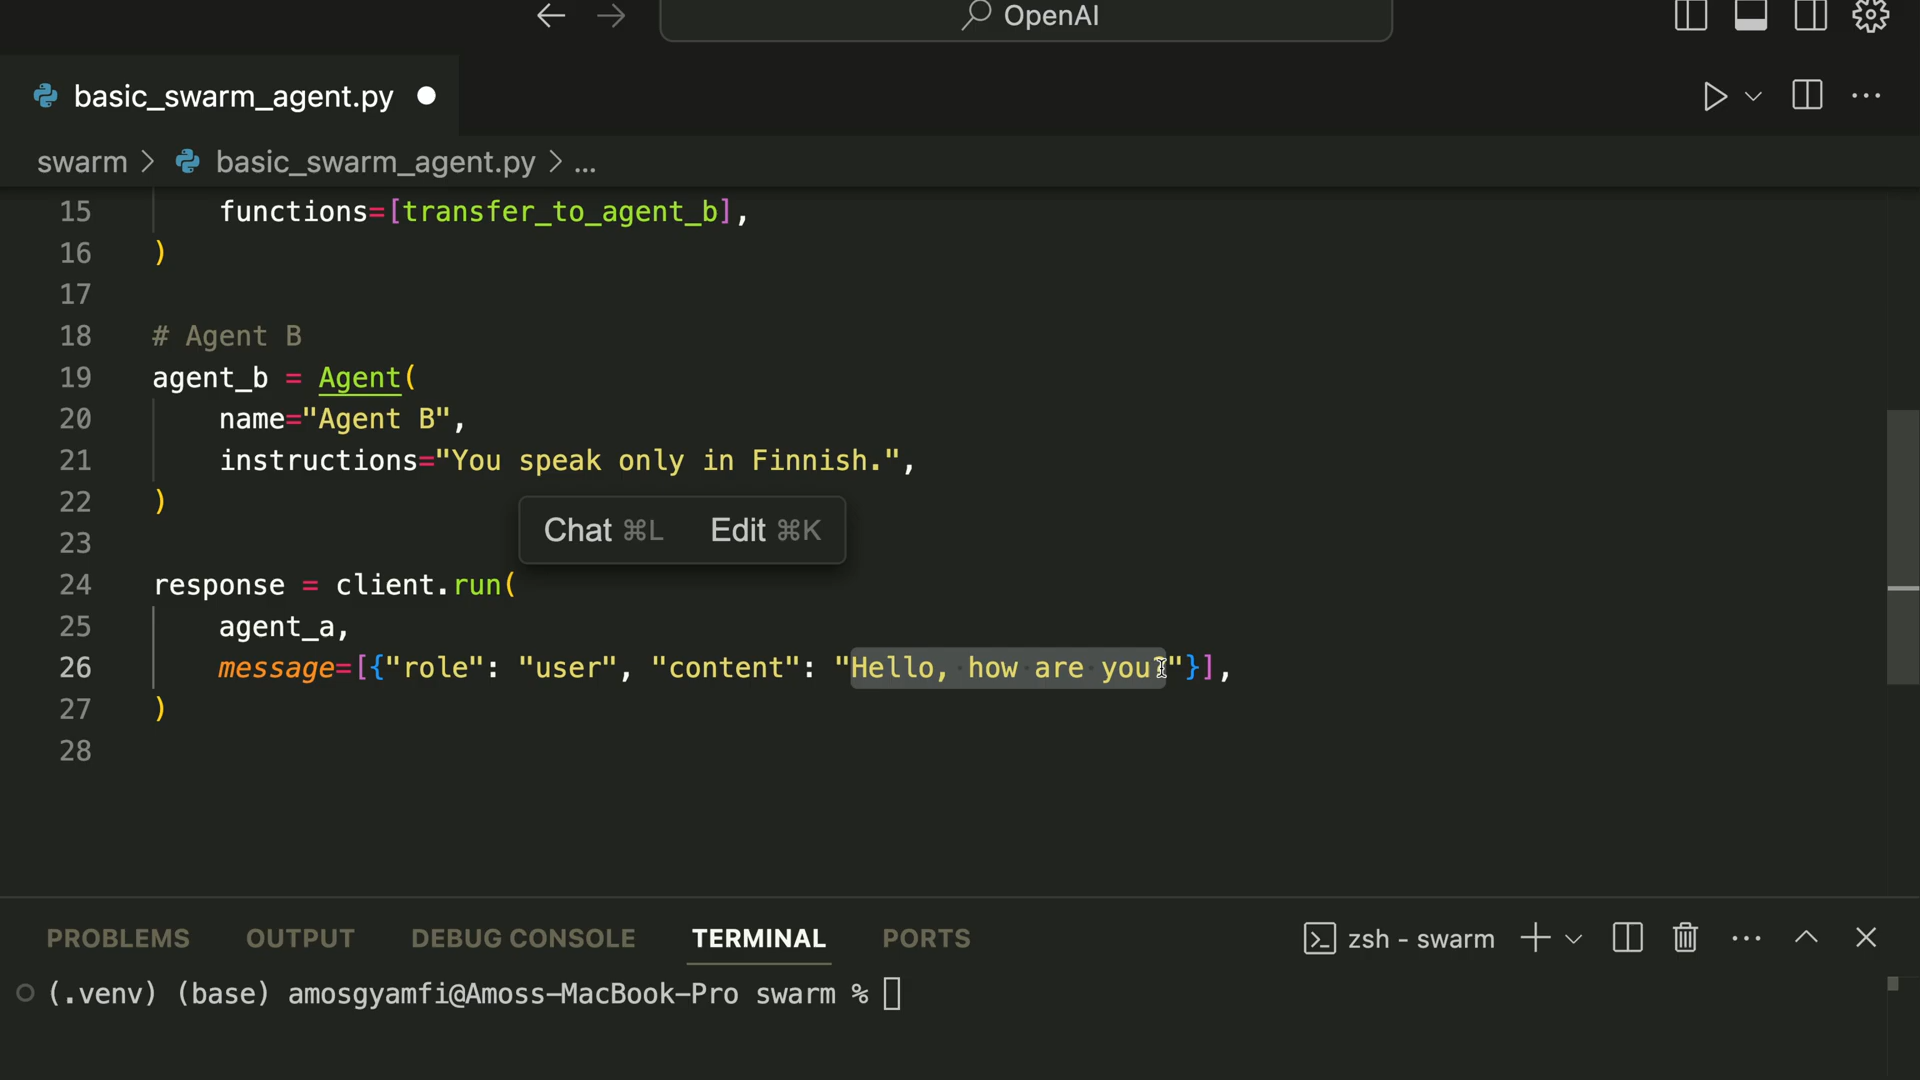 OpenAI
basic_swarm_agent.py
swarm > basic_swarm_agent.py > ...
15 functions=[transfer_to_agent_b],
16 )
17
18 # Agent B
19 agent_b = Agent(
20 name="Agent B",
21 instructions="You speak only in Finnish.",
22 )
23
Chat ⌘L Edit ⌘K
24 response = client.run(
25 agent_a,
26 message=[{"role": "user", "content": "Hello, how are you?"}],
27 )
28
PROBLEMS OUTPUT DEBUG CONSOLE TERMINAL PORTS zsh - swarm
(.venv) (base) amosgyamfi@Amoss-MacBook-Pro swarm %